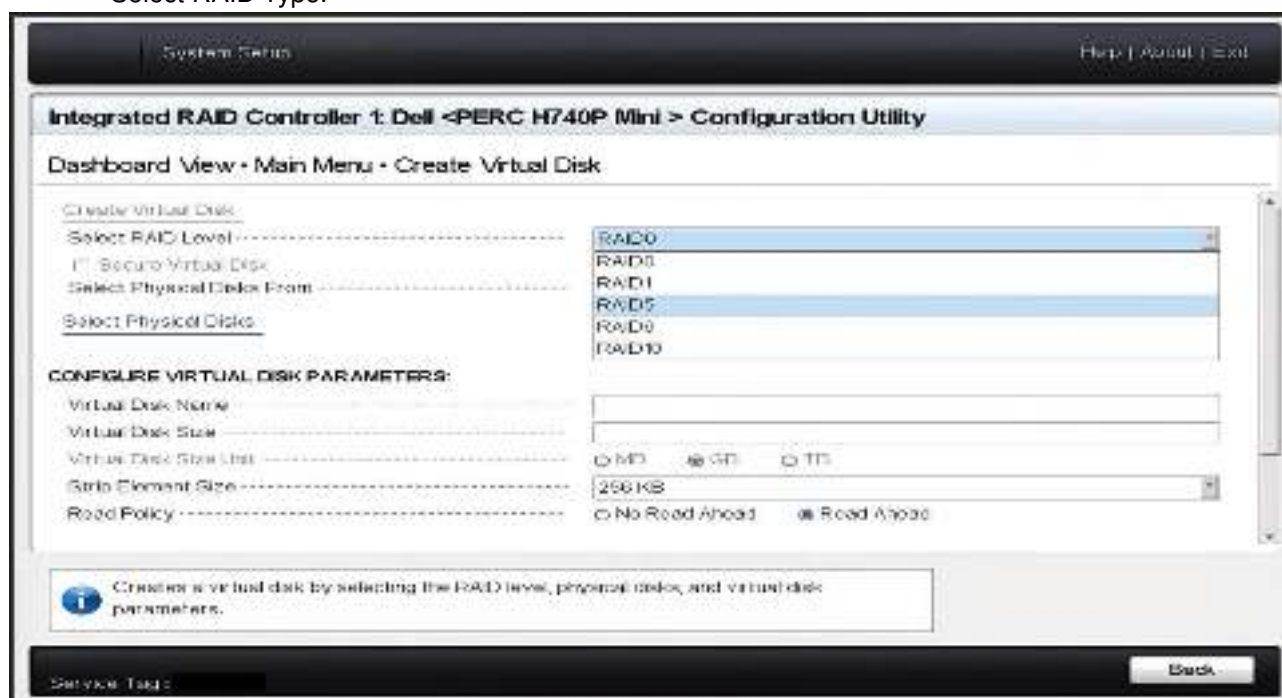 Select RAID Type.
System Setup
Help | About | Exit
Integrated RAID Controller 1: Dell <PERC H740P Mini > Configuration Utility
Dashboard View • Main Menu • Create Virtual Disk
Create Virtual Disk
Select RAID Level
RAID0
RAID0
Secure Virtual Disk
RAID1
Select Physical Disks From
RAID5
Select Physical Disks
RAID6
RAID10
CONFIGURE VIRTUAL DISK PARAMETERS:
Virtual Disk Name
Virtual Disk Size
Virtual Disk Size Unit MB GB TB
Strip Element Size 256 KB
Read Policy No Read Ahead Read Ahead
Creates a virtual disk by selecting the RAID level, physical disks, and virtual disk
parameters.
Service Tag:
Back